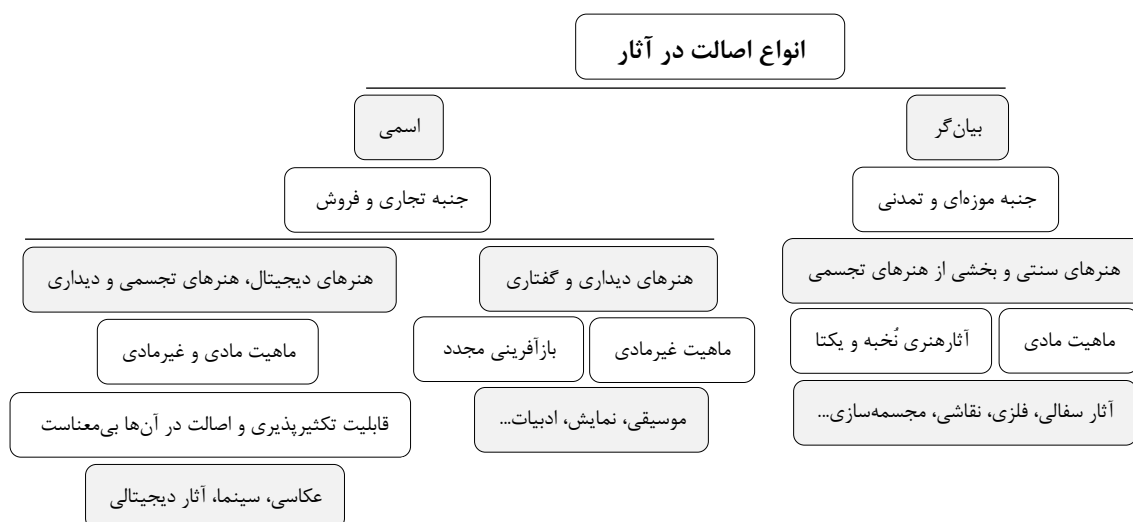 انواع اصالت در آثار
بیان‌گر
اسمی
جنبه موزه‌ای و تمدنی
جنبه تجاری و فروش
هنرهای سنتی و بخشی از هنرهای تجسمی
هنرهای دیداری و گفتاری
هنرهای دیجیتال، هنرهای تجسمی و دیداری
ماهیت مادی
آثارهنری نُخبه و یکتا
ماهیت غیرمادی
بازآفرینی مجدد
ماهیت مادی و غیرمادی
آثار سفالی، فلزی، نقاشی، مجسمه‌سازی...
موسیقی، نمایش، ادبیات...
قابلیت تکثیرپذیری و اصالت در آن‌ها بی‌معناست
عکاسی، سینما، آثار دیجیتالی